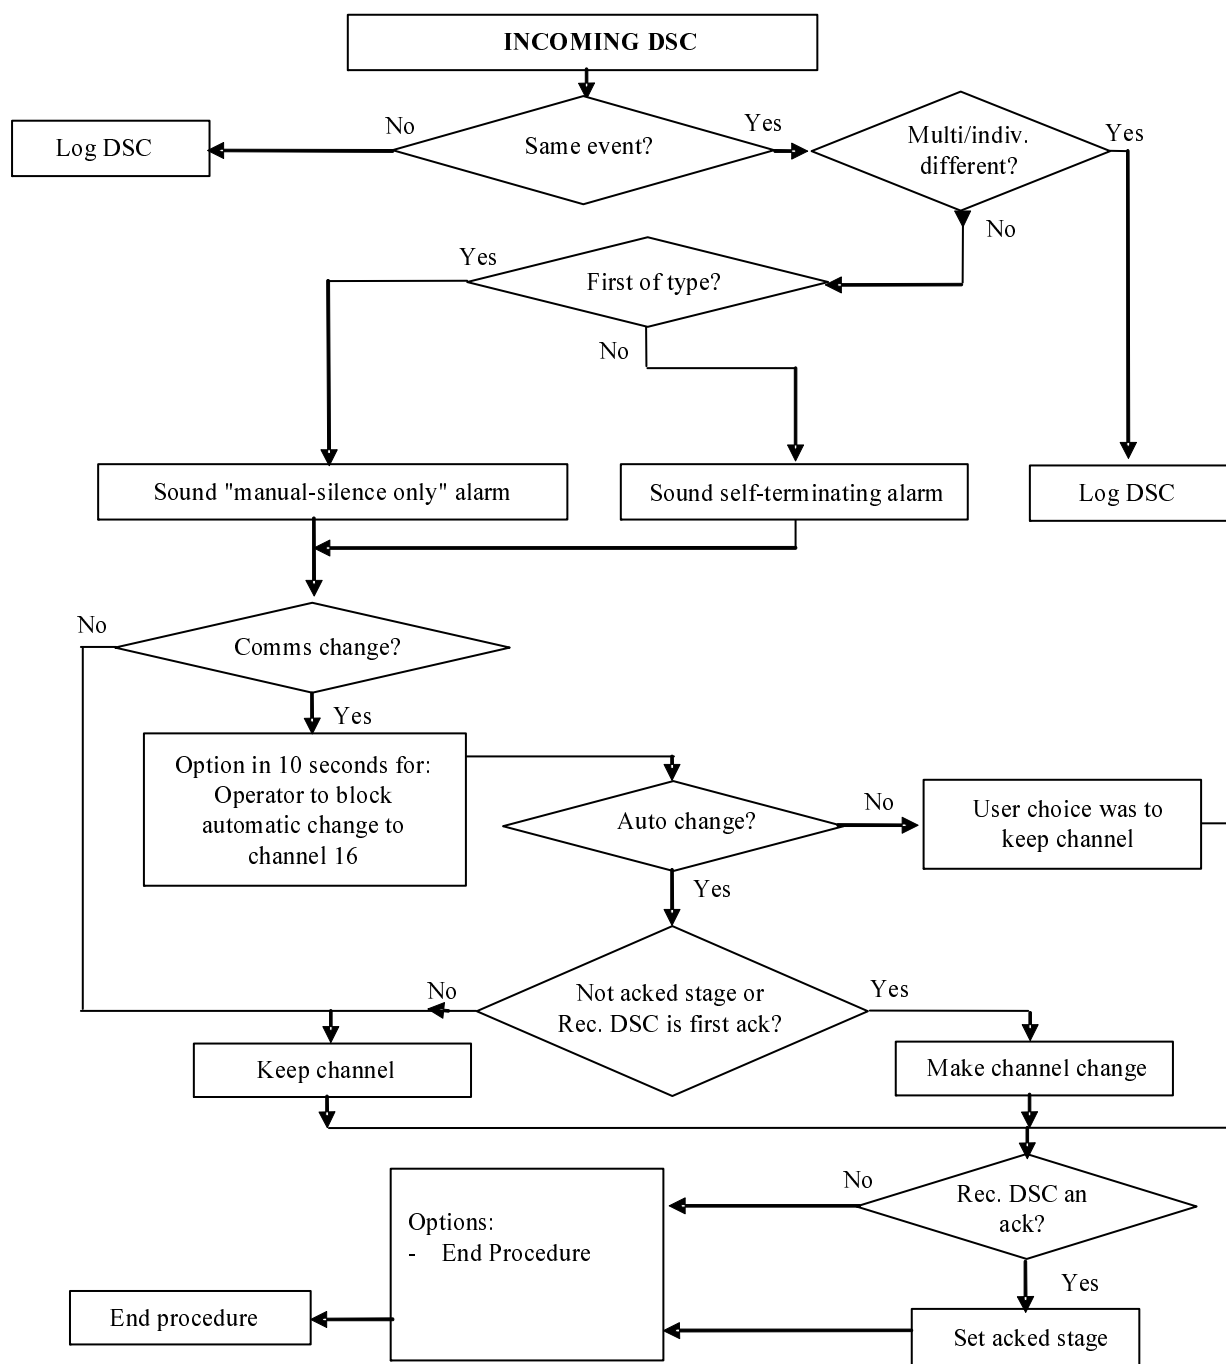 INCOMING DSC
No
Yes
Log DSC
Same event?
Multi/indiv.
different?
Yes
No
Yes
First of type?
No
Sound "manual-silence only" alarm
Sound self-terminating alarm
Log DSC
No
Comms change?
Yes
Option in 10 seconds for:
Operator to block
automatic change to
channel 16
Auto change?
No
User choice was to
keep channel
Yes
No
Not acked stage or
Rec. DSC is first ack?
Yes
Keep channel
Make channel change
No
Rec. DSC an
ack?
Options:
- End Procedure
Yes
End procedure
Set acked stage